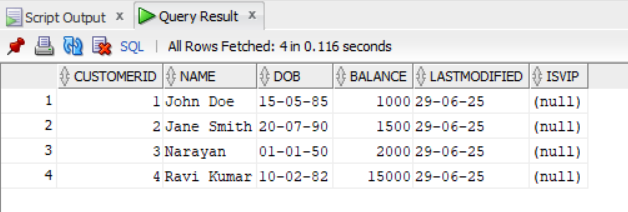 Script Output x Query Result x
SQL | All Rows Fetched: 4 in 0.116 seconds
CUSTOMERID NAME DOB BALANCE LASTMODIFIED ISVIP
1 1 John Doe 15-05-85 1000 29-06-25 (null)
2 2 Jane Smith 20-07-90 1500 29-06-25 (null)
3 3 Narayan 01-01-50 2000 29-06-25 (null)
4 4 Ravi Kumar 10-02-82 15000 29-06-25 (null)